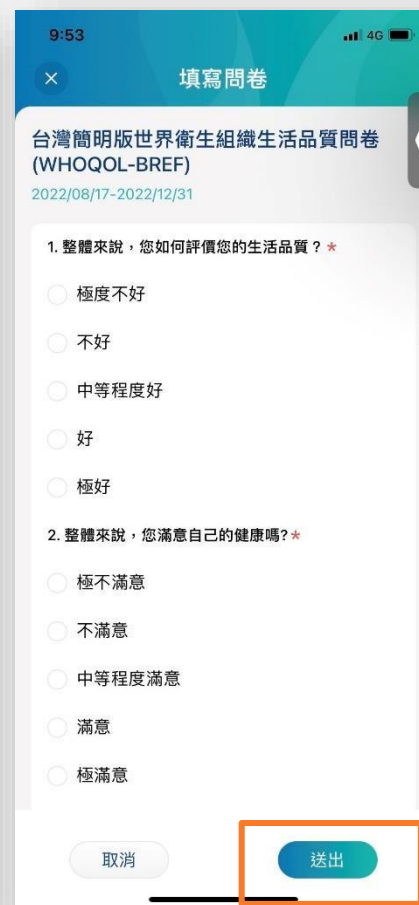 9:53
4G
填寫問卷
台灣簡明版世界衛生組織生活品質問卷
(WHOQOL-BREF)
2022/08/17-2022/12/31
1. 整體來說，您如何評價您的生活品質？*
極度不好
不好
中等程度好
好
極好
2. 整體來說，您滿意自己的健康嗎?*
極不滿意
不滿意
中等程度滿意
滿意
極滿意
取消
送出